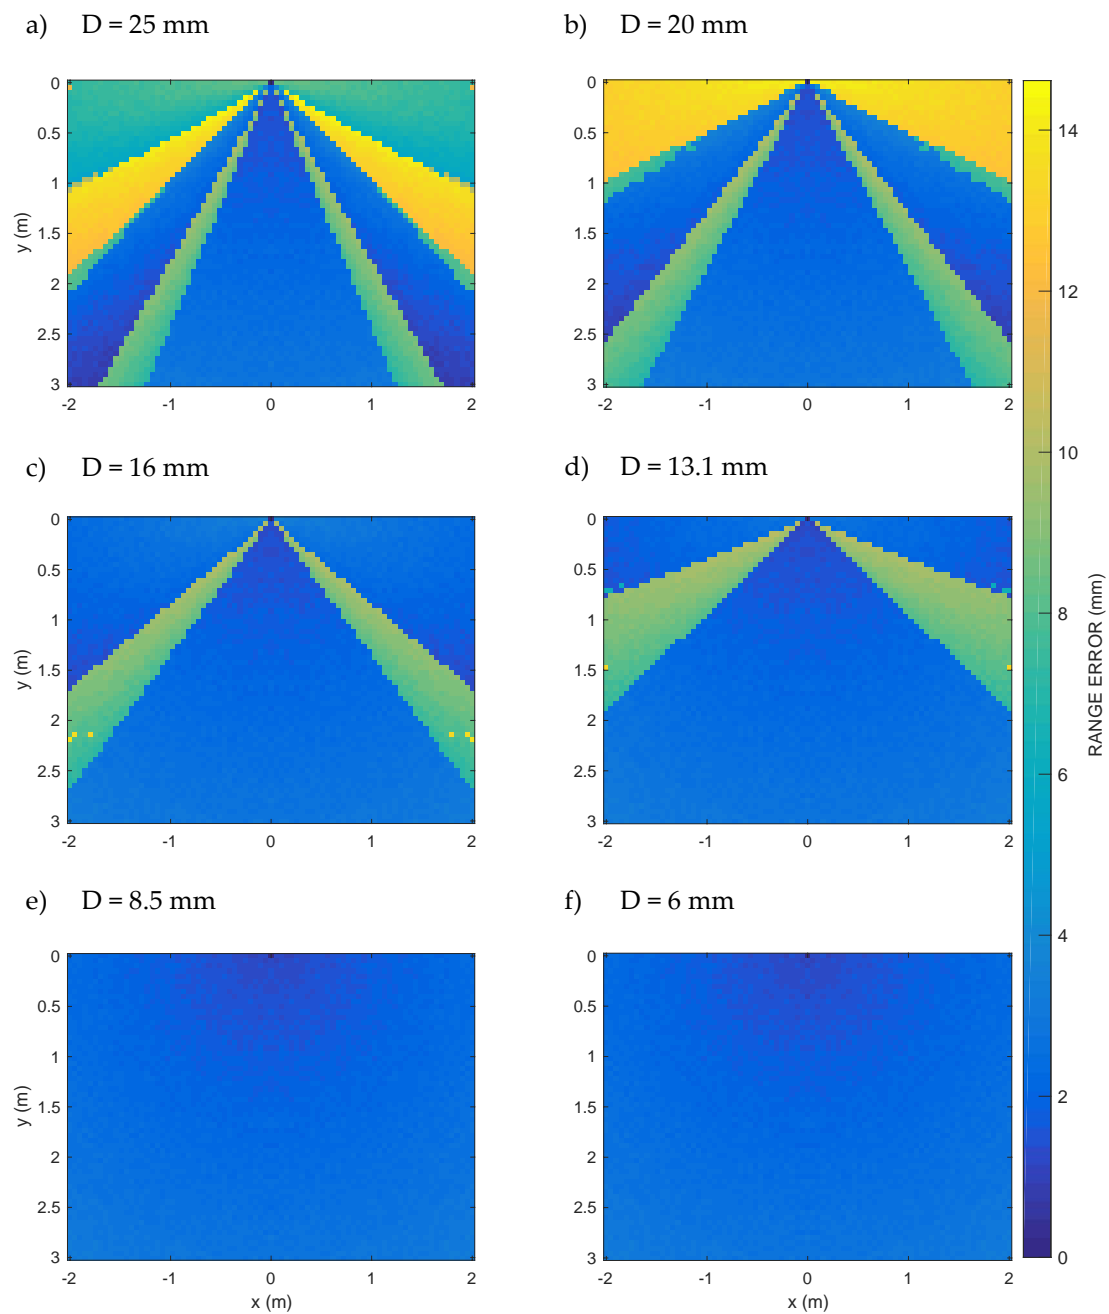 a) D = 25 mm
b) D = 20 mm
0
0.5
1
1.5
2
2.5
3
y (m)
-2 -1 0 1 2
0
0.5
1
1.5
2
2.5
3
-2 -1 0 1 2
c) D = 16 mm
d) D = 13.1 mm
0
0.5
1
1.5
2
2.5
3
y (m)
-2 -1 0 1 2
0
0.5
1
1.5
2
2.5
3
-2 -1 0 1 2
e) D = 8.5 mm
f) D = 6 mm
0
0.5
1
1.5
2
2.5
3
y (m)
-2 -1 0 1 2
x (m)
0
0.5
1
1.5
2
2.5
3
-2 -1 0 1 2
x (m)
14
12
10
8
6
4
2
0
RANGE ERROR (mm)